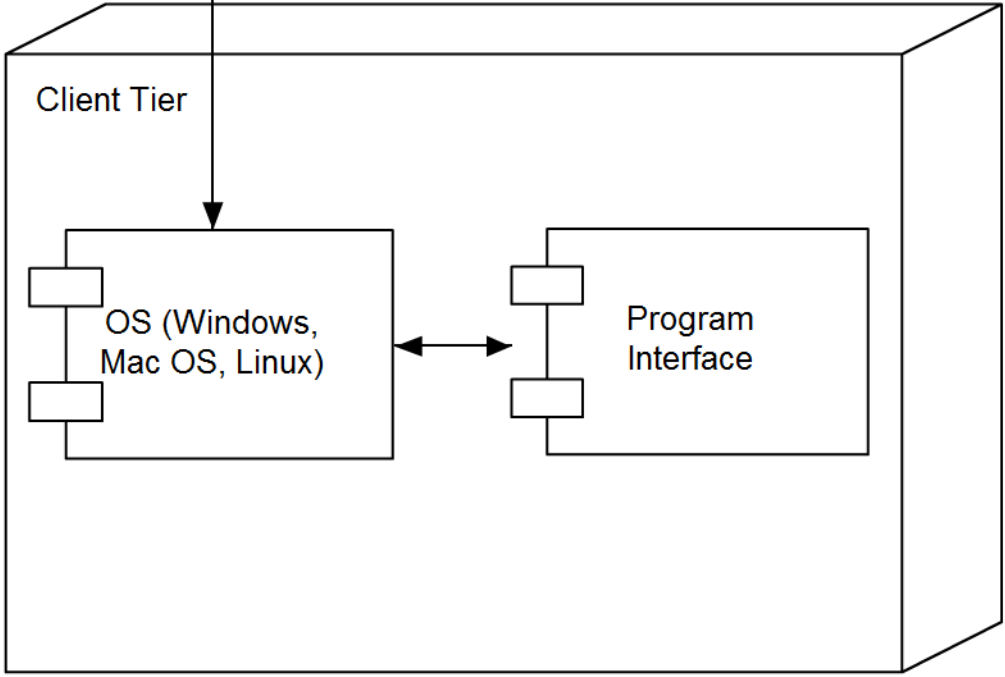 Client Tier
OS (Windows,
Mac OS, Linux)
Program
Interface